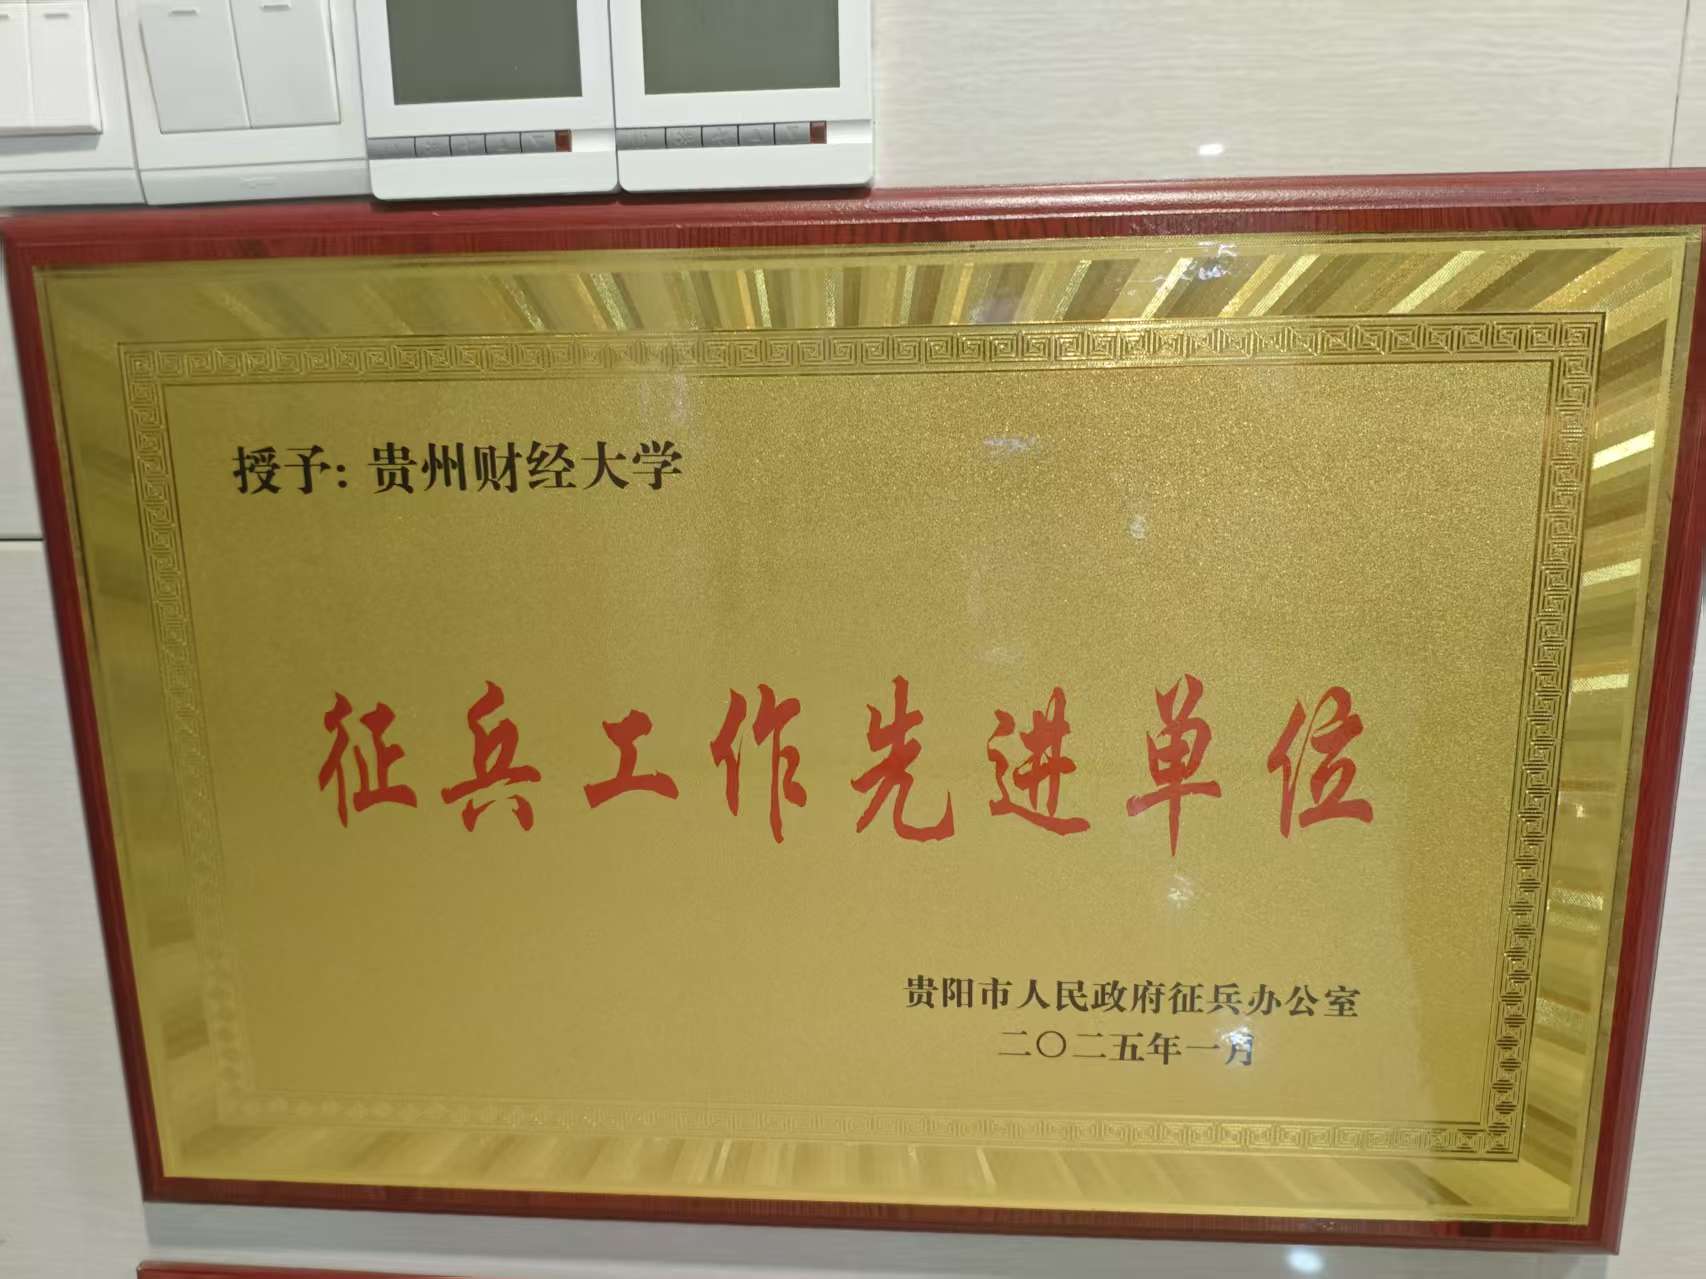 授予：贵州财经大学
征兵工作先进单位
贵阳市人民政府征兵办公室
二〇二五年一月